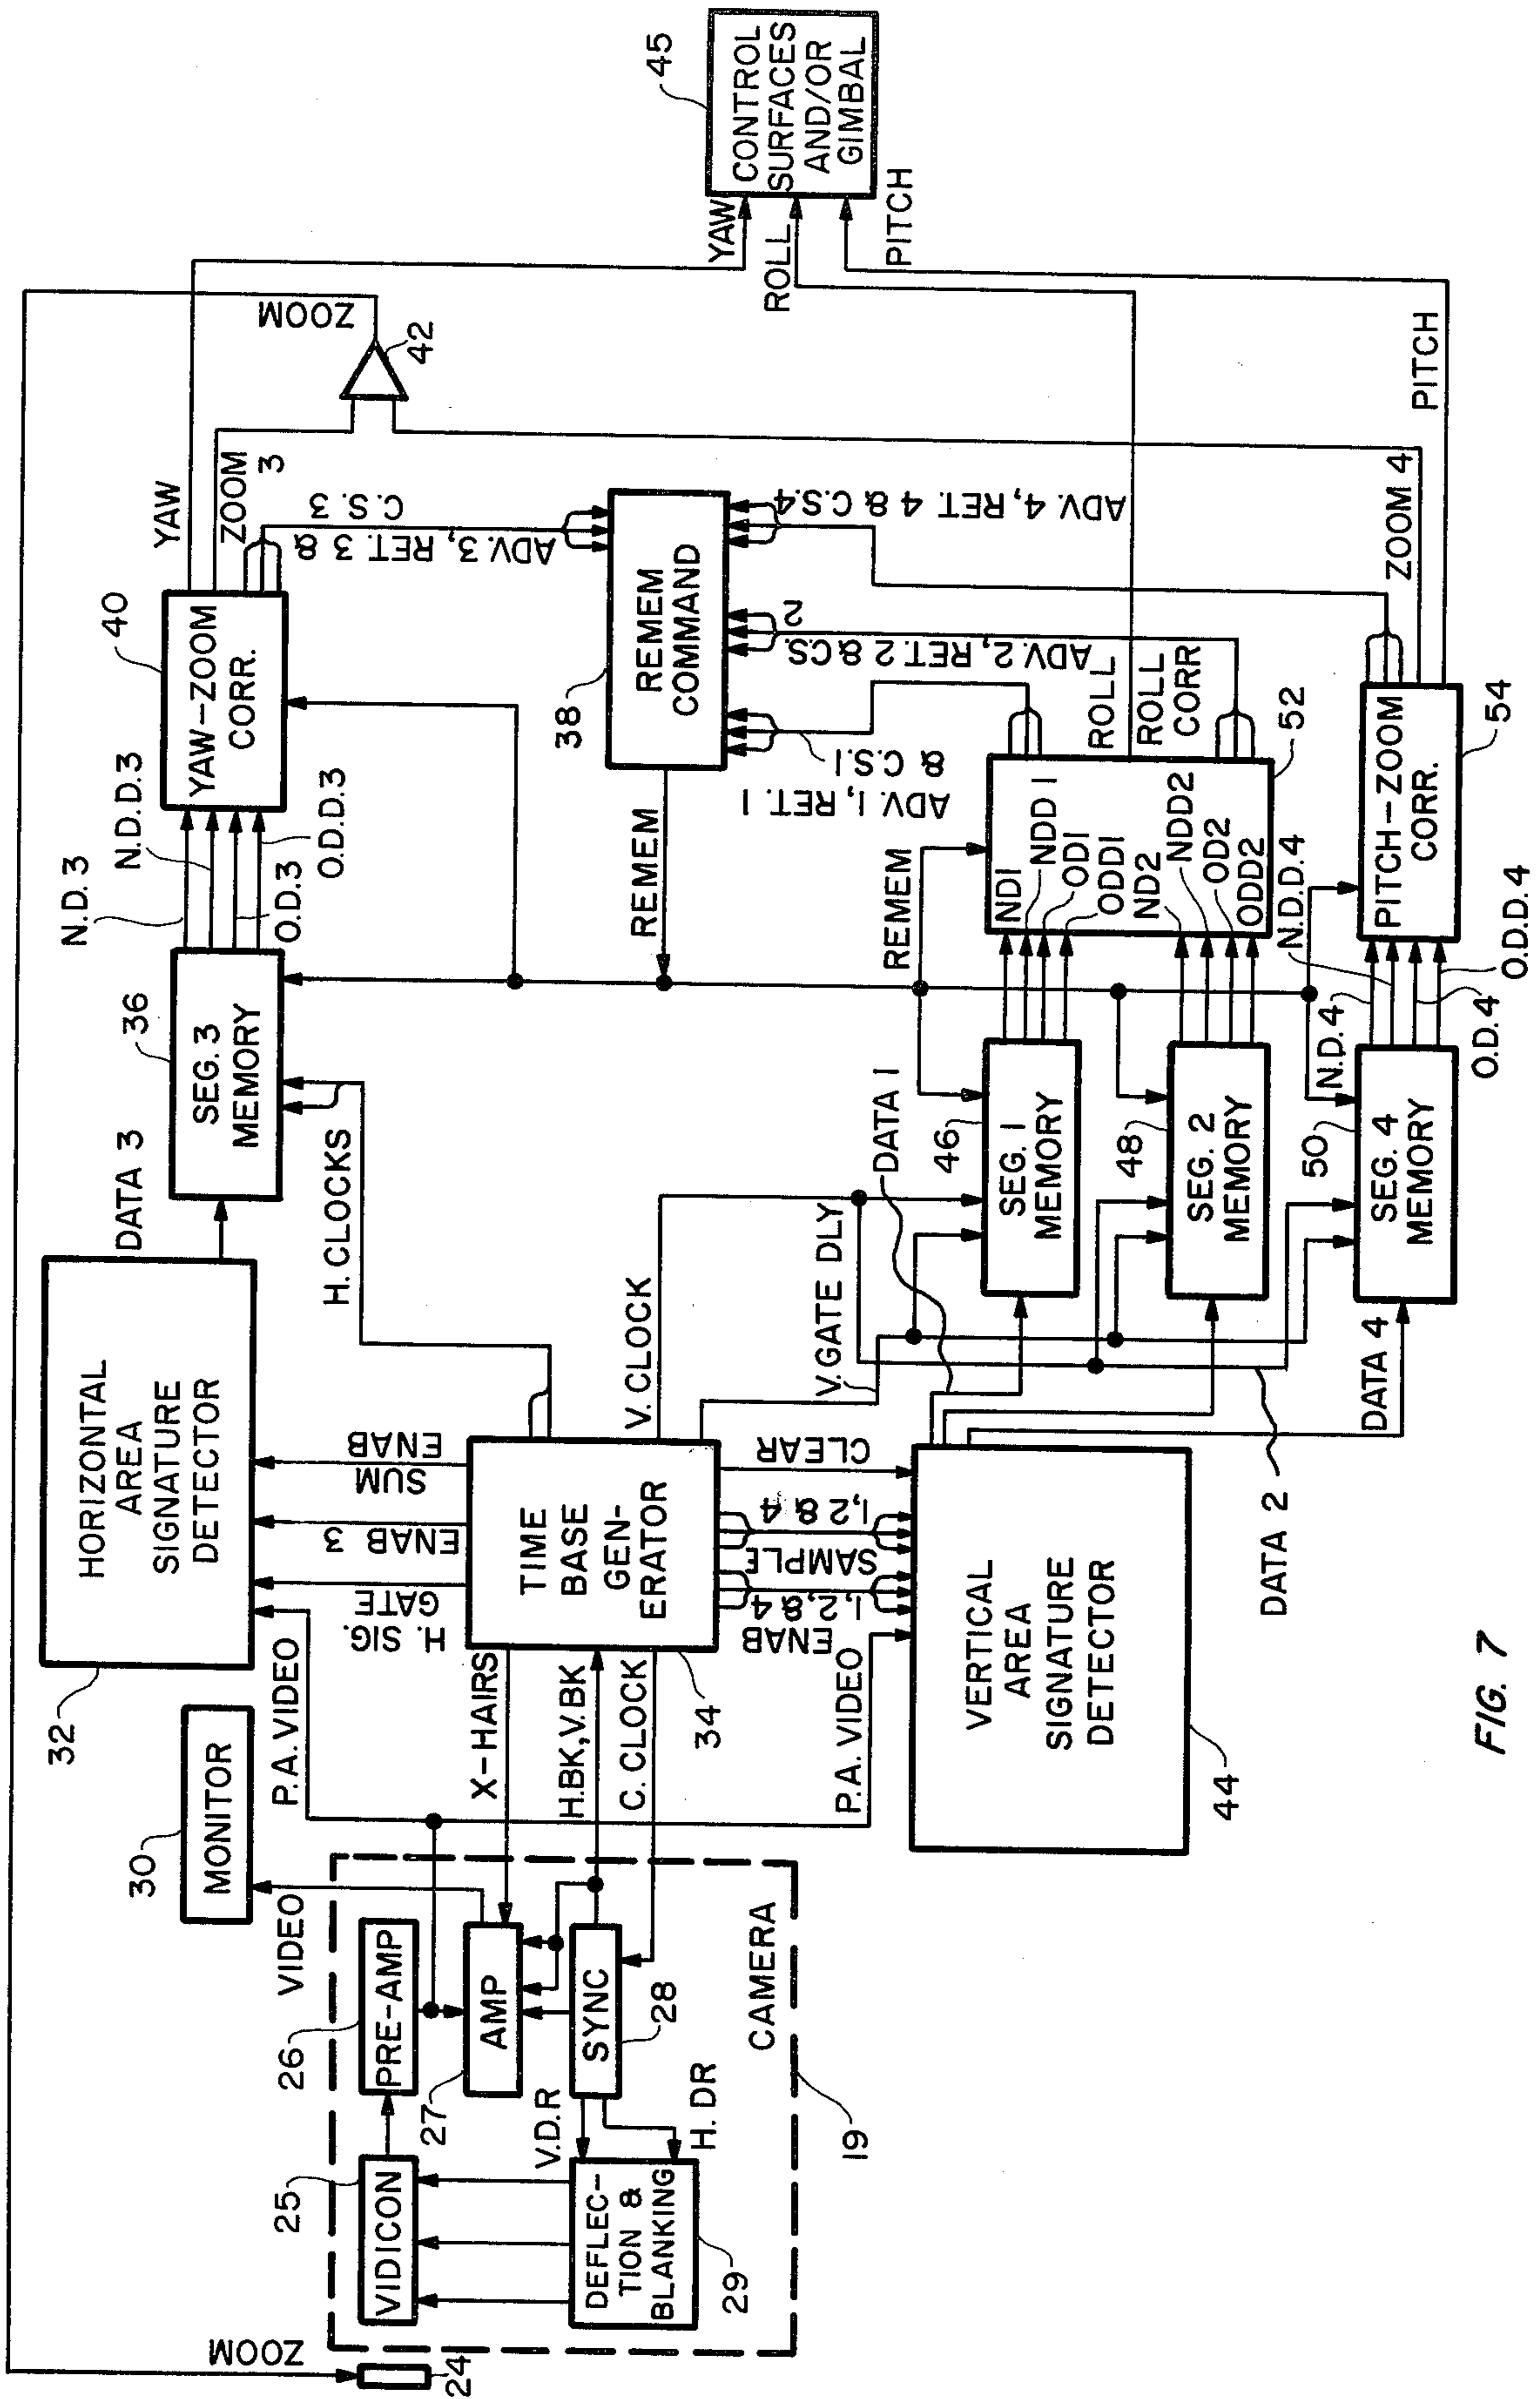 ZOOM
24
VIDICON
25
PRE-AMP
26
AMP
27
SYNC
28
DEFLEC-
TION &
BLANKING
29
V.D.R
H. DR
CAMERA
19
VIDEO
MONITOR
30
P.A. VIDEO
X-HAIRS
H.BK,V.BK
C. CLOCK
P.A. VIDEO
HORIZONTAL
AREA
SIGNATURE
DETECTOR
32
H. SIG.
GATE
ENAB 3
SUM
ENAB
TIME
BASE
GEN-
ERATOR
34
ENAB
1,2,&4
SAMPLE
1,2 & 4
CLEAR
VERTICAL
AREA
SIGNATURE
DETECTOR
44
DATA 3
H. CLOCKS
V. CLOCK
V. GATE DLY
DATA 1
DATA 2
DATA 4
SEG. 3
MEMORY
36
SEG. 1
MEMORY
46
SEG. 2
MEMORY
48
SEG. 4
MEMORY
50
N.D. 3
N.D.D.3
O.D.3
O.D.D.3
REMEM
REMEM
N.D.4
N.D.D.4
O.D.4
O.D.D.4
YAW-ZOOM
CORR.
40
REMEM
COMMAND
38
ND1
NDD 1
OD1
ODD1
ND2
NDD2
OD2
ODD2
ROLL
CORR
52
PITCH-ZOOM
CORR.
54
ADV. 1, RET. 1
& C.S.1
ADV. 2, RET. 2 & CS.
2
ADV. 3, RET. 3 &
C.S. 3
ADV. 4, RET. 4 & C.S.4
YAW
ZOOM
3
ROLL
ZOOM 4
PITCH
42
ZOOM
YAW
ROLL
PITCH
CONTROL
SURFACES
AND/OR
GIMBAL
45
FIG. 7